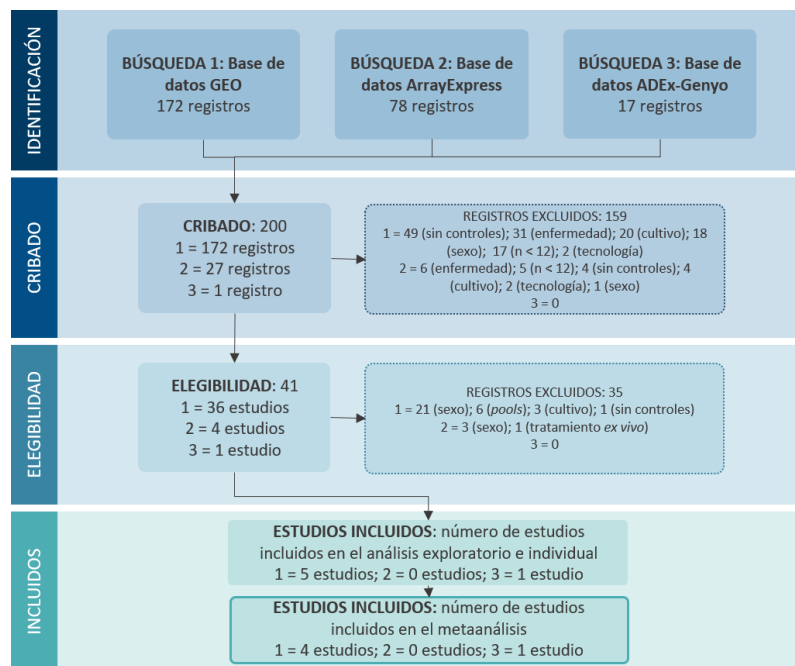 IDENTIFICACIÓN
BÚSQUEDA 1: Base de
datos GEO
172 registros
BÚSQUEDA 2: Base de
datos ArrayExpress
78 registros
BÚSQUEDA 3: Base de
datos ADEx-Genyo
17 registros
CRIBADO
CRIBADO: 200
1 = 172 registros
2 = 27 registros
3 = 1 registro
REGISTROS EXCLUIDOS: 159
1 = 49 (sin controles); 31 (enfermedad); 20 (cultivo); 18
(sexo); 17 (n < 12); 2 (tecnología)
2 = 6 (enfermedad); 5 (n < 12); 4 (sin controles); 4
(cultivo); 2 (tecnología); 1 (sexo)
3 = 0
ELEGIBILIDAD
ELEGIBILIDAD: 41
1 = 36 estudios
2 = 4 estudios
3 = 1 estudio
REGISTROS EXCLUIDOS: 35
1 = 21 (sexo); 6 (pools); 3 (cultivo); 1 (sin controles)
2 = 3 (sexo); 1 (tratamiento ex vivo)
3 = 0
INCLUIDOS
ESTUDIOS INCLUIDOS: número de estudios
incluidos en el análisis exploratorio e individual
1 = 5 estudios; 2 = 0 estudios; 3 = 1 estudio
ESTUDIOS INCLUIDOS: número de estudios
incluidos en el metaanálisis
1 = 4 estudios; 2 = 0 estudios; 3 = 1 estudio